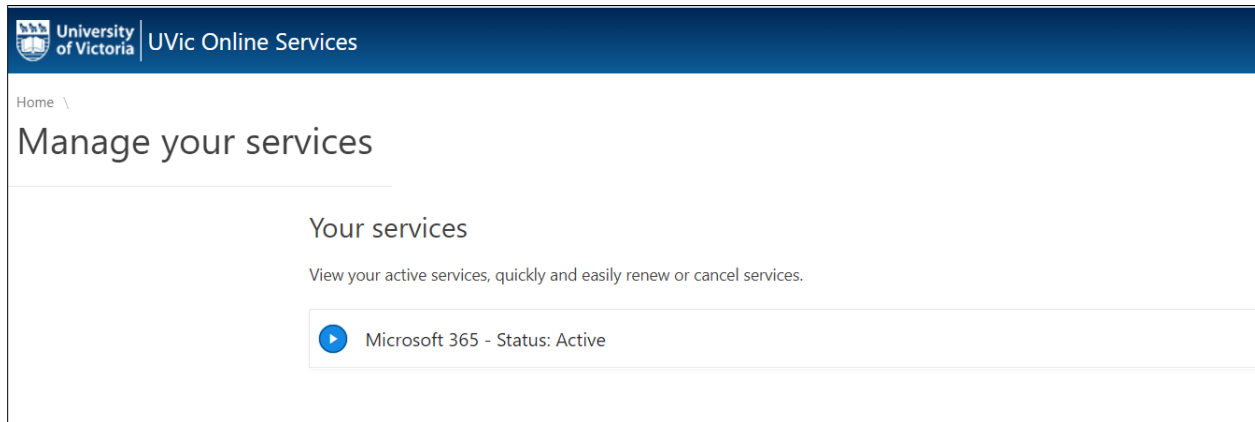 University
of Victoria
UVic Online Services
Home \
Manage your services
Your services
View your active services, quickly and easily renew or cancel services.
Microsoft 365 - Status: Active